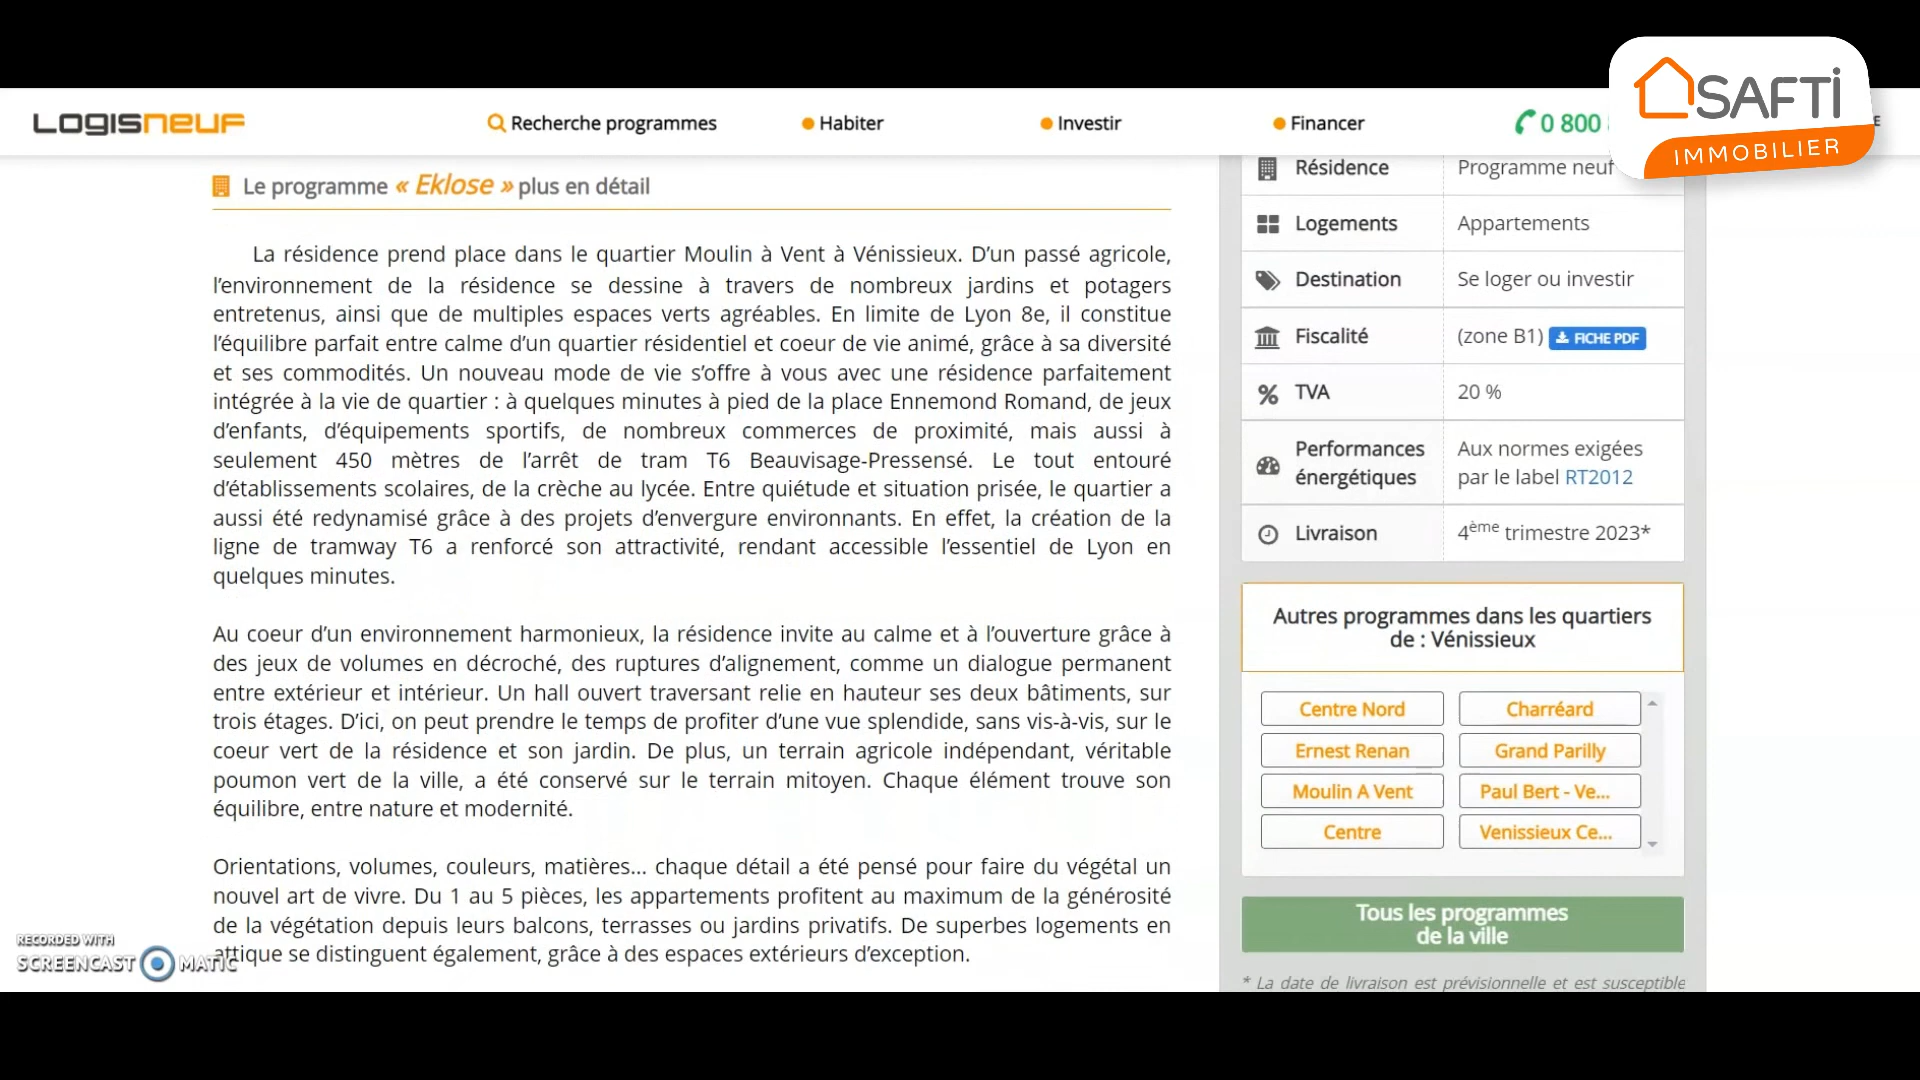 LOGISNEUF
Recherche programmes
Habiter
Investir
Financer
0 800
SAFTI
IMMOBILIER
Le programme « Eklose » plus en détail
La résidence prend place dans le quartier Moulin à Vent à Vénissieux. D’un passé agricole,
l’environnement de la résidence se dessine à travers de nombreux jardins et potagers
entretenus, ainsi que de multiples espaces verts agréables. En limite de Lyon 8e, il constitue
l’équilibre parfait entre calme d’un quartier résidentiel et coeur de vie animé, grâce à sa diversité
et ses commodités. Un nouveau mode de vie s’offre à vous avec une résidence parfaitement
intégrée à la vie de quartier : à quelques minutes à pied de la place Ennemond Romand, de jeux
d’enfants, d’équipements sportifs, de nombreux commerces de proximité, mais aussi à
seulement 450 mètres de l’arrêt de tram T6 Beauvisage-Pressensé. Le tout entouré
d’établissements scolaires, de la crèche au lycée. Entre quiétude et situation prisée, le quartier a
aussi été redynamisé grâce à des projets d’envergure environnants. En effet, la création de la
ligne de tramway T6 a renforcé son attractivité, rendant accessible l’essentiel de Lyon en
quelques minutes.
Au coeur d’un environnement harmonieux, la résidence invite au calme et à l’ouverture grâce à
des jeux de volumes en décroché, des ruptures d’alignement, comme un dialogue permanent
entre extérieur et intérieur. Un hall ouvert traversant relie en hauteur ses deux bâtiments, sur
trois étages. D’ici, on peut prendre le temps de profiter d’une vue splendide, sans vis-à-vis, sur le
coeur vert de la résidence et son jardin. De plus, un terrain agricole indépendant, véritable
poumon vert de la ville, a été conservé sur le terrain mitoyen. Chaque élément trouve son
équilibre, entre nature et modernité.
Orientations, volumes, couleurs, matières... chaque détail a été pensé pour faire du végétal un
nouvel art de vivre. Du 1 au 5 pièces, les appartements profitent au maximum de la générosité
de la végétation depuis leurs balcons, terrasses ou jardins privatifs. De superbes logements en
attique se distinguent également, grâce à des espaces extérieurs d’exception.
RECORDED WITH
SCREENCAST MATIC
Résidence Programme neuf
Logements Appartements
Destination Se loger ou investir
Fiscalité (zone B1) FICHE PDF
TVA 20 %
Performances énergétiques Aux normes exigées
par le label RT2012
Livraison 4ème trimestre 2023*
Autres programmes dans les quartiers
de : Vénissieux
Centre Nord Charréard
Ernest Renan Grand Parilly
Moulin A Vent Paul Bert - Ve...
Centre Venissieux Ce...
Tous les programmes
de la ville
* La date de livraison est prévisionnelle et est susceptible